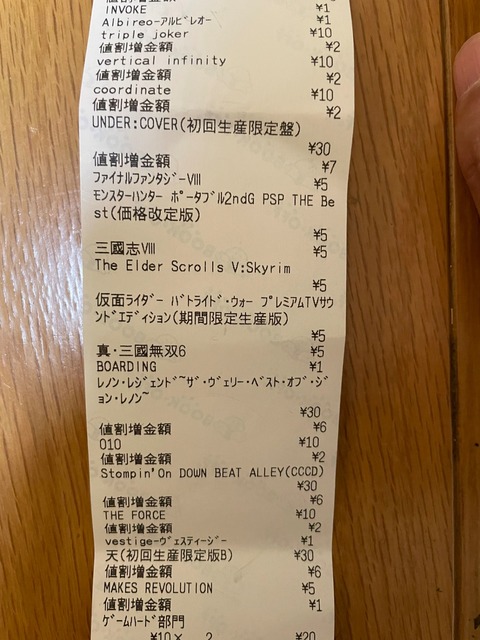 値割増金額
INVOKE ¥1
Albireo-アルビレオー ¥1
triple joker ¥10
値割増金額 ¥2
vertical infinity ¥10
値割増金額 ¥2
coordinate ¥10
値割増金額 ¥2
UNDER:COVER(初回生産限定盤)
¥30
値割増金額 ¥7
ファイナルファンタジーVIII ¥5
モンスターハンター ポータブル2ndG PSP THE Be
st(価格改定版)
¥5
三國志VIII ¥5
The Elder Scrolls V:Skyrim
¥5
仮面ライダー バトライド・ウォー プレミアムTVサウ
ンドエディション(期間限定生産版)
¥5
真・三國無双6 ¥5
BOARDING ¥1
レノン・レジェンド~ザ・ヴェリー・ベスト・オブ・ジ
ョン・レノン~
¥30
値割増金額 ¥6
010 ¥10
値割増金額 ¥2
Stompin'On DOWN BEAT ALLEY(CCCD)
¥30
値割増金額 ¥6
THE FORCE ¥10
値割増金額 ¥2
vestige-ヴェスティージー ¥1
天(初回生産限定版B) ¥30
値割増金額 ¥6
MAKES REVOLUTION ¥5
値割増金額 ¥1
ゲームハード部門
¥10× 2 ¥20